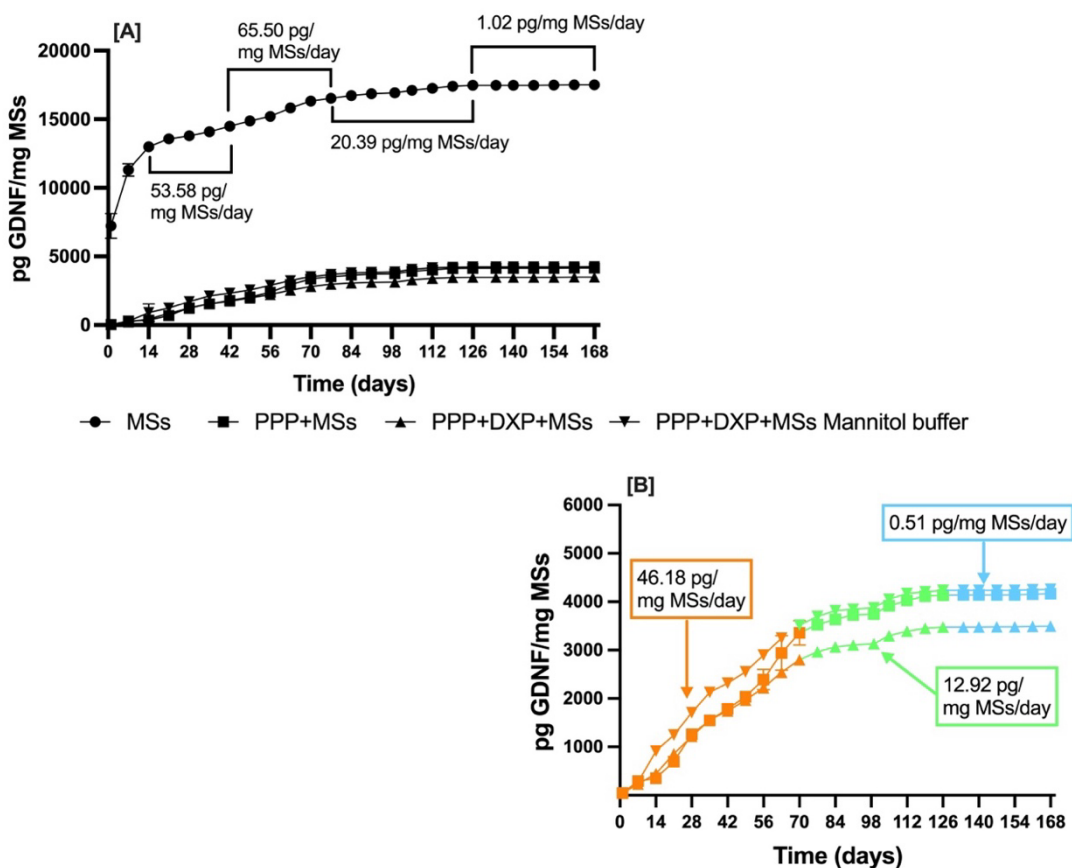 [A]
65.50 pg/
mg MSs/day
1.02 pg/mg MSs/day
20000
15000
10000
5000
0
pg GDNF/mg MSs
53.58 pg/
mg MSs/day
20.39 pg/mg MSs/day
0 14 28 42 56 70 84 98 112 126 140 154 168
Time (days)
MSs PPP+MSs PPP+DXP+MSs PPP+DXP+MSs Mannitol buffer
[B]
6000
5000
4000
3000
2000
1000
pg GDNF/mg MSs
0.51 pg/mg MSs/day
46.18 pg/
mg MSs/day
12.92 pg/
mg MSs/day
0 14 28 42 56 70 84 98 112 126 140 154 168
Time (days)